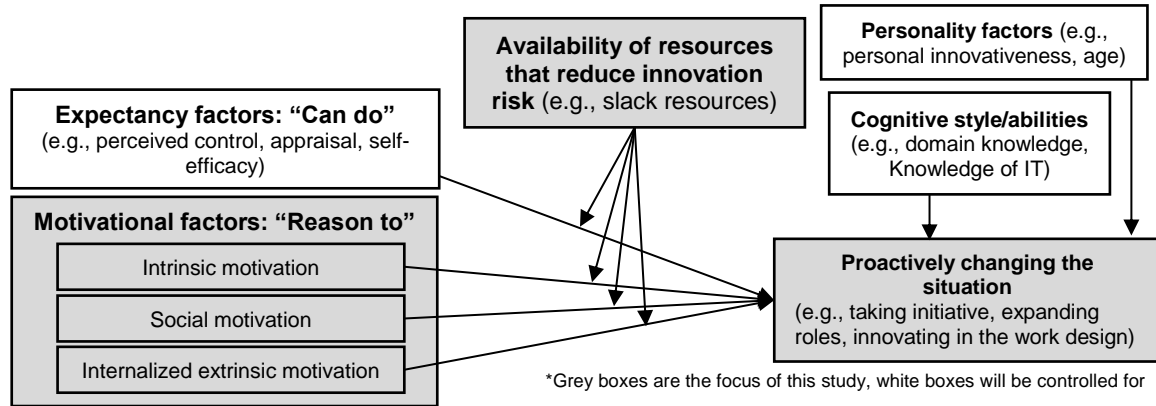 Availability of resources
that reduce innovation
risk (e.g., slack resources)
Personality factors (e.g.,
personal innovativeness, age)
Expectancy factors: “Can do”
(e.g., perceived control, appraisal, self-
efficacy)
Cognitive style/abilities
(e.g., domain knowledge,
Knowledge of IT)
Motivational factors: “Reason to”
Intrinsic motivation
Social motivation
Internalized extrinsic motivation
Proactively changing the
situation
(e.g., taking initiative, expanding
roles, innovating in the work design)
*Grey boxes are the focus of this study, white boxes will be controlled for